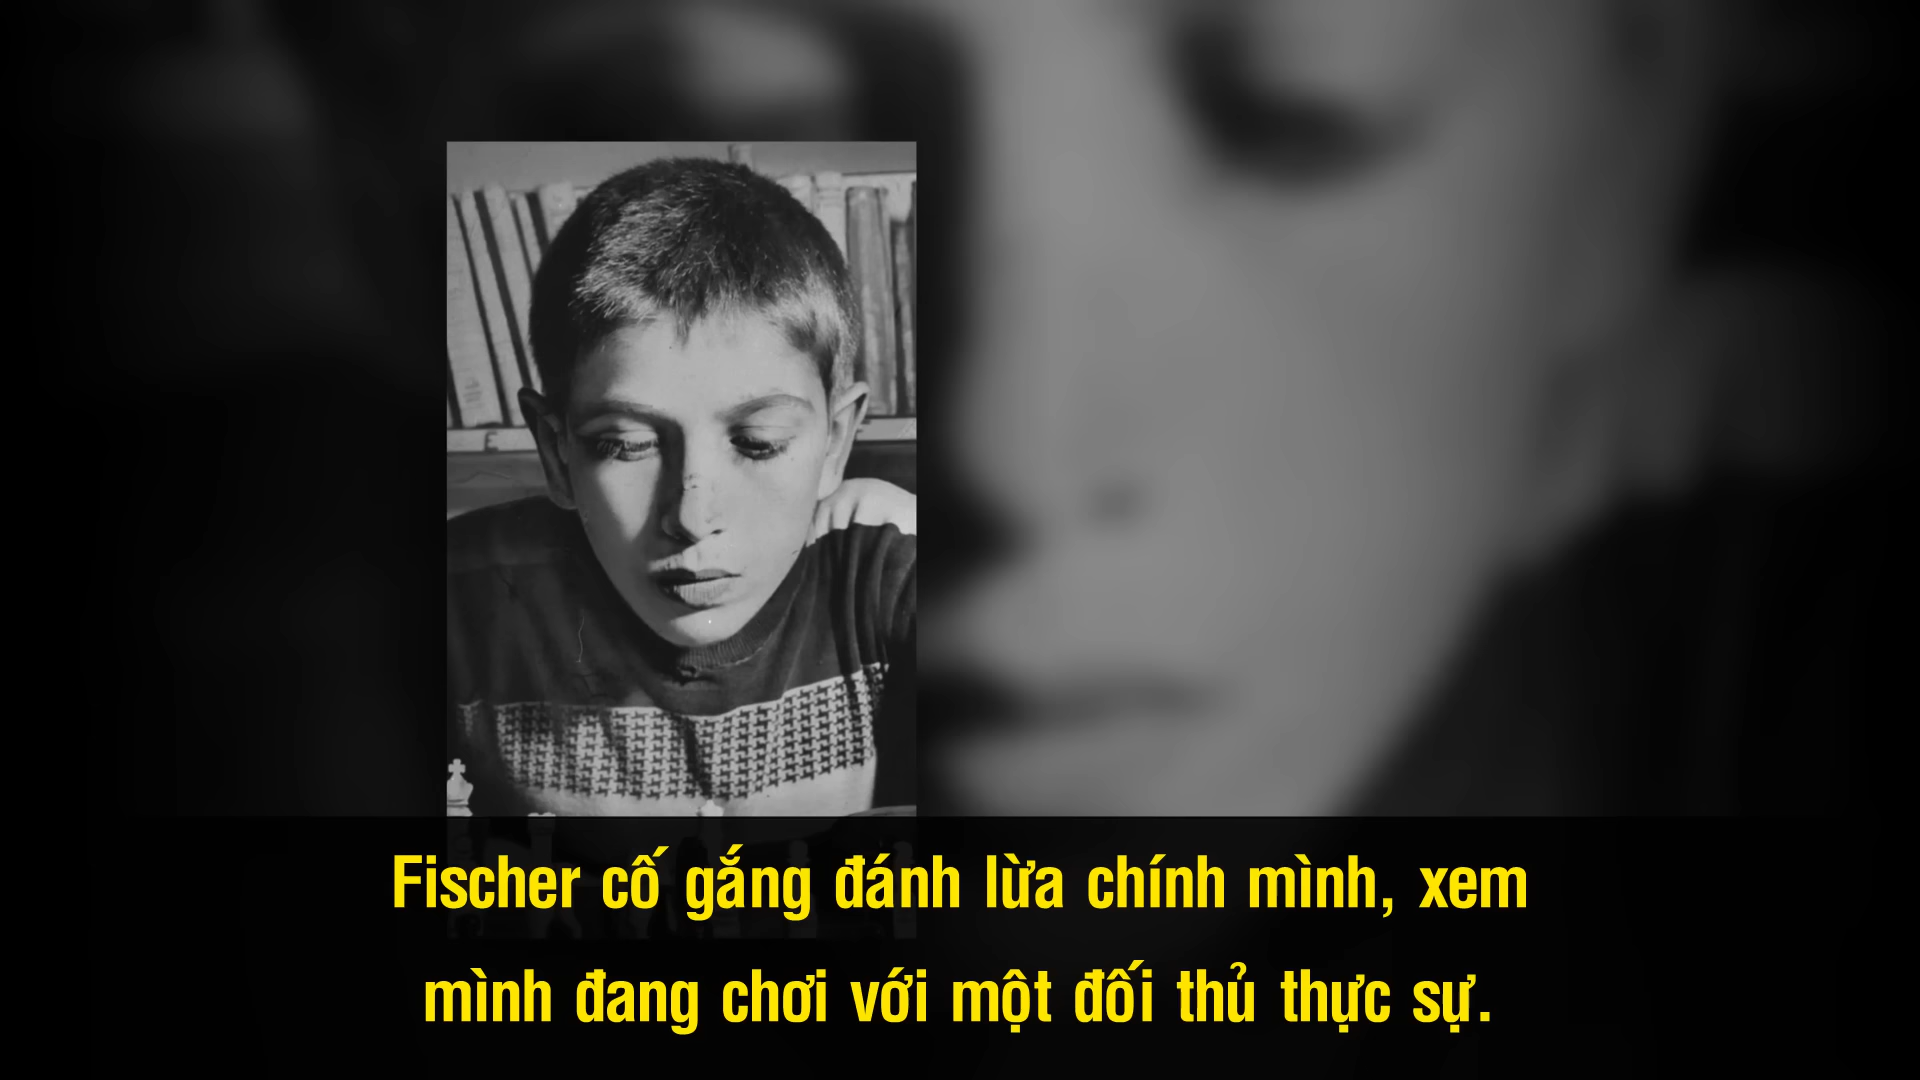 Fischer cố gắng đánh lừa chính mình, xem
mình đang chơi với một đối thủ thực sự.